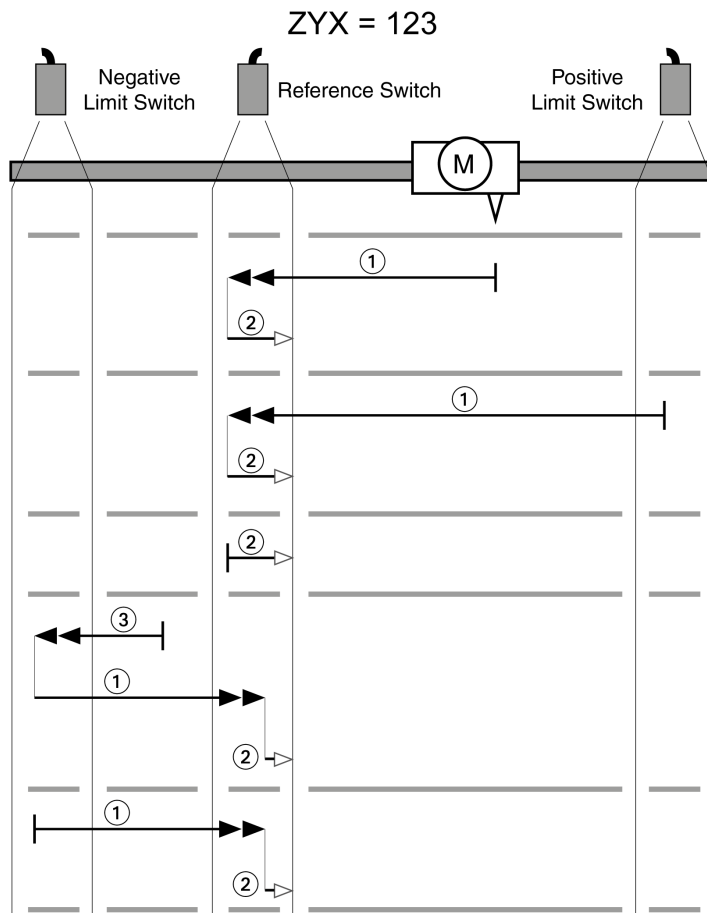 ZYX = 123
Negative
Limit Switch
Reference Switch
Positive
Limit Switch
M
1
2
1
2
2
3
1
2
1
2